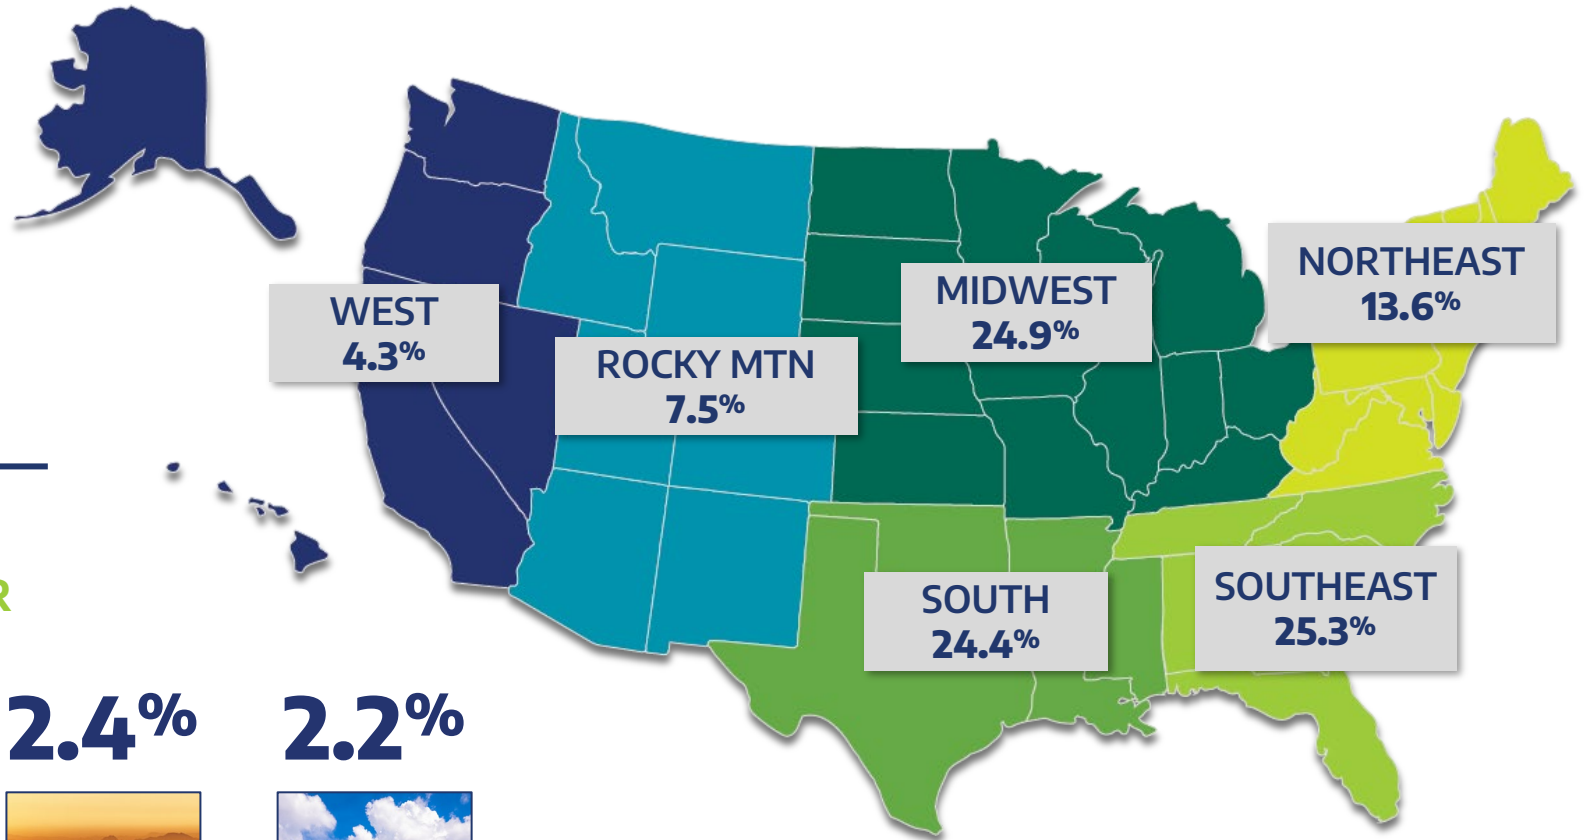 NORTHEAST
13.6%
MIDWEST
24.9%
WEST
4.3%
ROCKY MTN
7.5%
SOUTH
24.4%
SOUTHEAST
25.3%
R
2.4%
2.2%